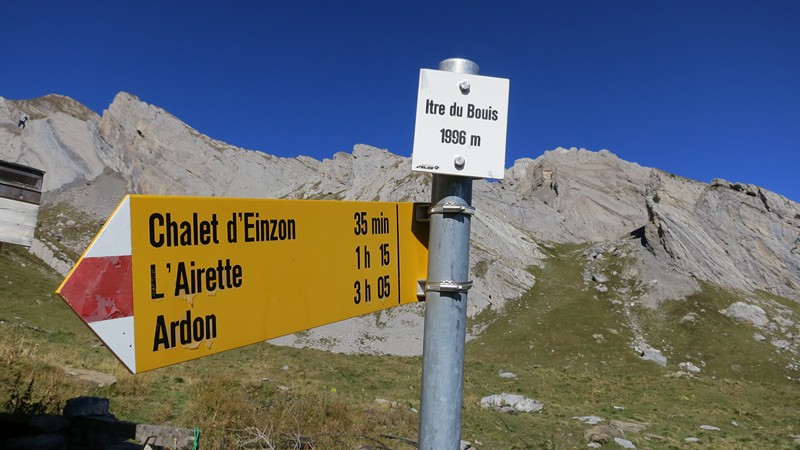 Itre du Bouis
1996 m
Chalet d'Einzon 35 min
L'Airette 1 h 15
Ardon 3 h 05